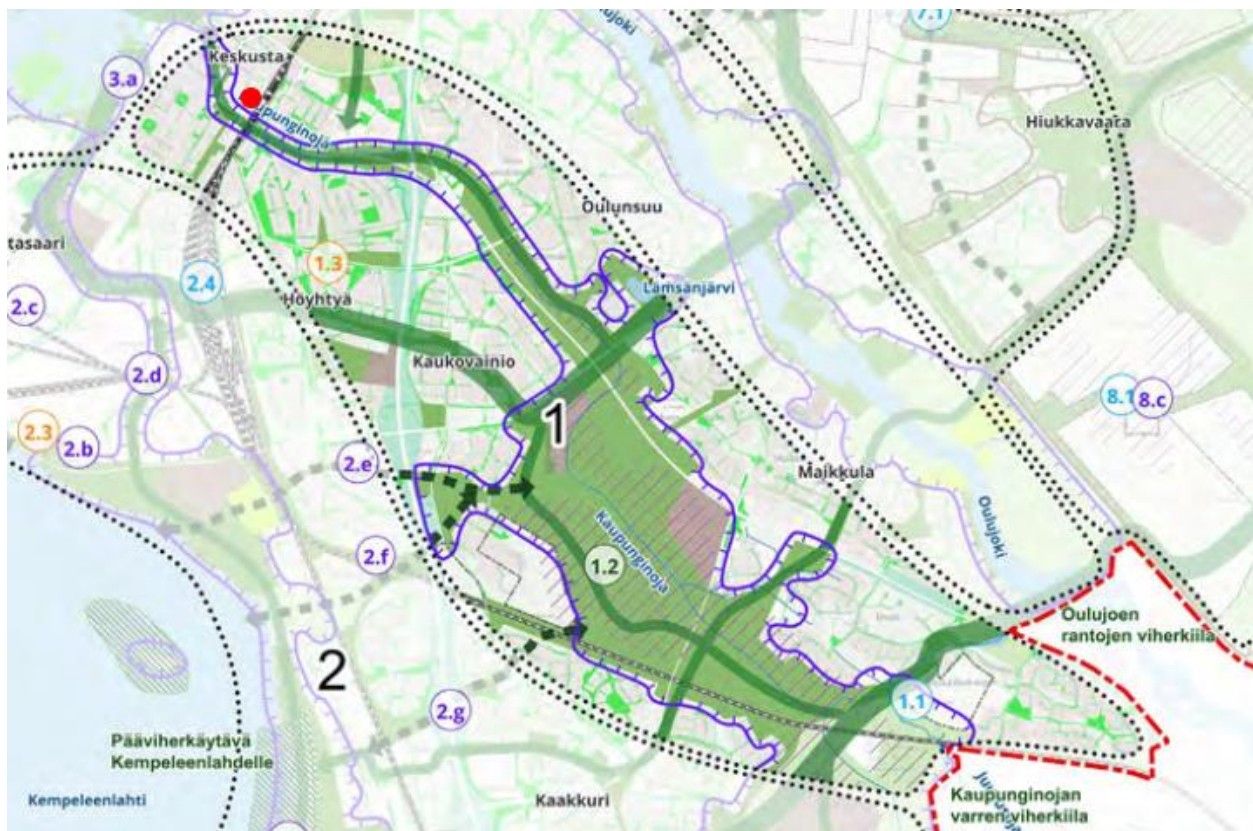 7.1
Oulujoki
Keskusta
3.a
Kaupunginoja
Hiukkavaara
Oulunsuu
tasaari
1.3
2.4
Lämsänjärvi
2.c
Höyhtyä
Kaukovainio
2.d
8.1
8.c
1
2.3
2.b
2.e
Maikkula
Oulujoki
Kaupunginoja
2.f
1.2
Oulujoen
rantojen viherkiila
2
1.1
2.g
Pääviherkäytävä
Kempeleenlahdelle
Kempeleenlahti
Kaakkuri
Kaupunginojan
varren viherkiila